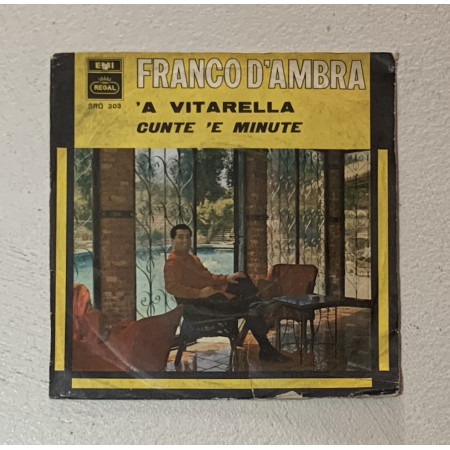 EMI
REGAL
SRQ 303
FRANCO D'AMBRA
'A VITARELLA
CUNTE 'E MINUTE